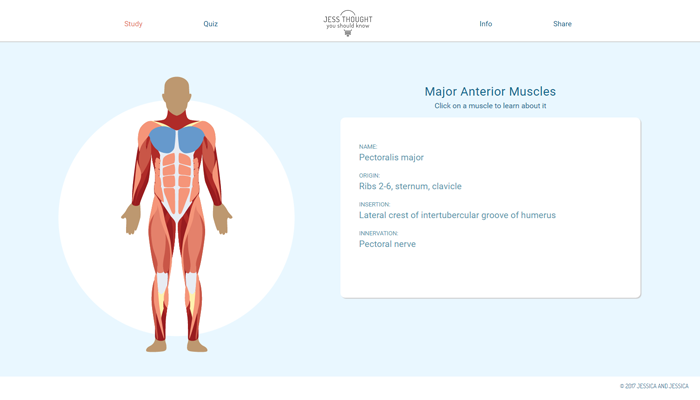 Study
Quiz
JESS THOUGHT
you should know
Info
Share
Major Anterior Muscles
Click on a muscle to learn about it
NAME:
Pectoralis major
ORIGIN:
Ribs 2-6, sternum, clavicle
INSERTION:
Lateral crest of intertubercular groove of humerus
INNERVATION:
Pectoral nerve
© 2017 JESSICA AND JESSICA